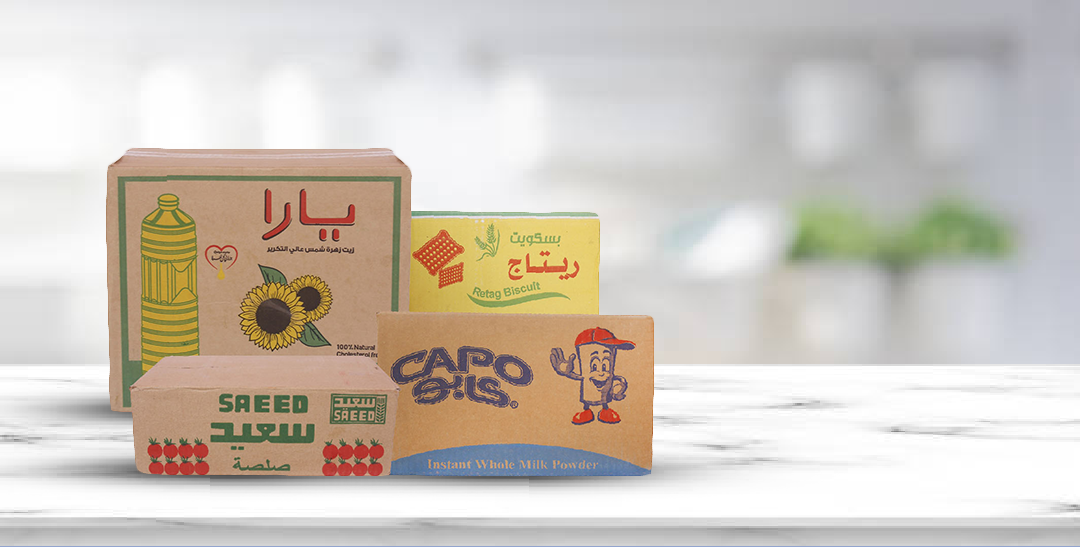 يارا
زيت زهرة شمس عالي التكرير
100% Natural
Cholesterol fr
بسكويت
ريتاج
Retag Biscuit
CAPO
كابو
Instant Whole Milk Powder
SAEED
سعيد
صلصة
سعيد
SAEED